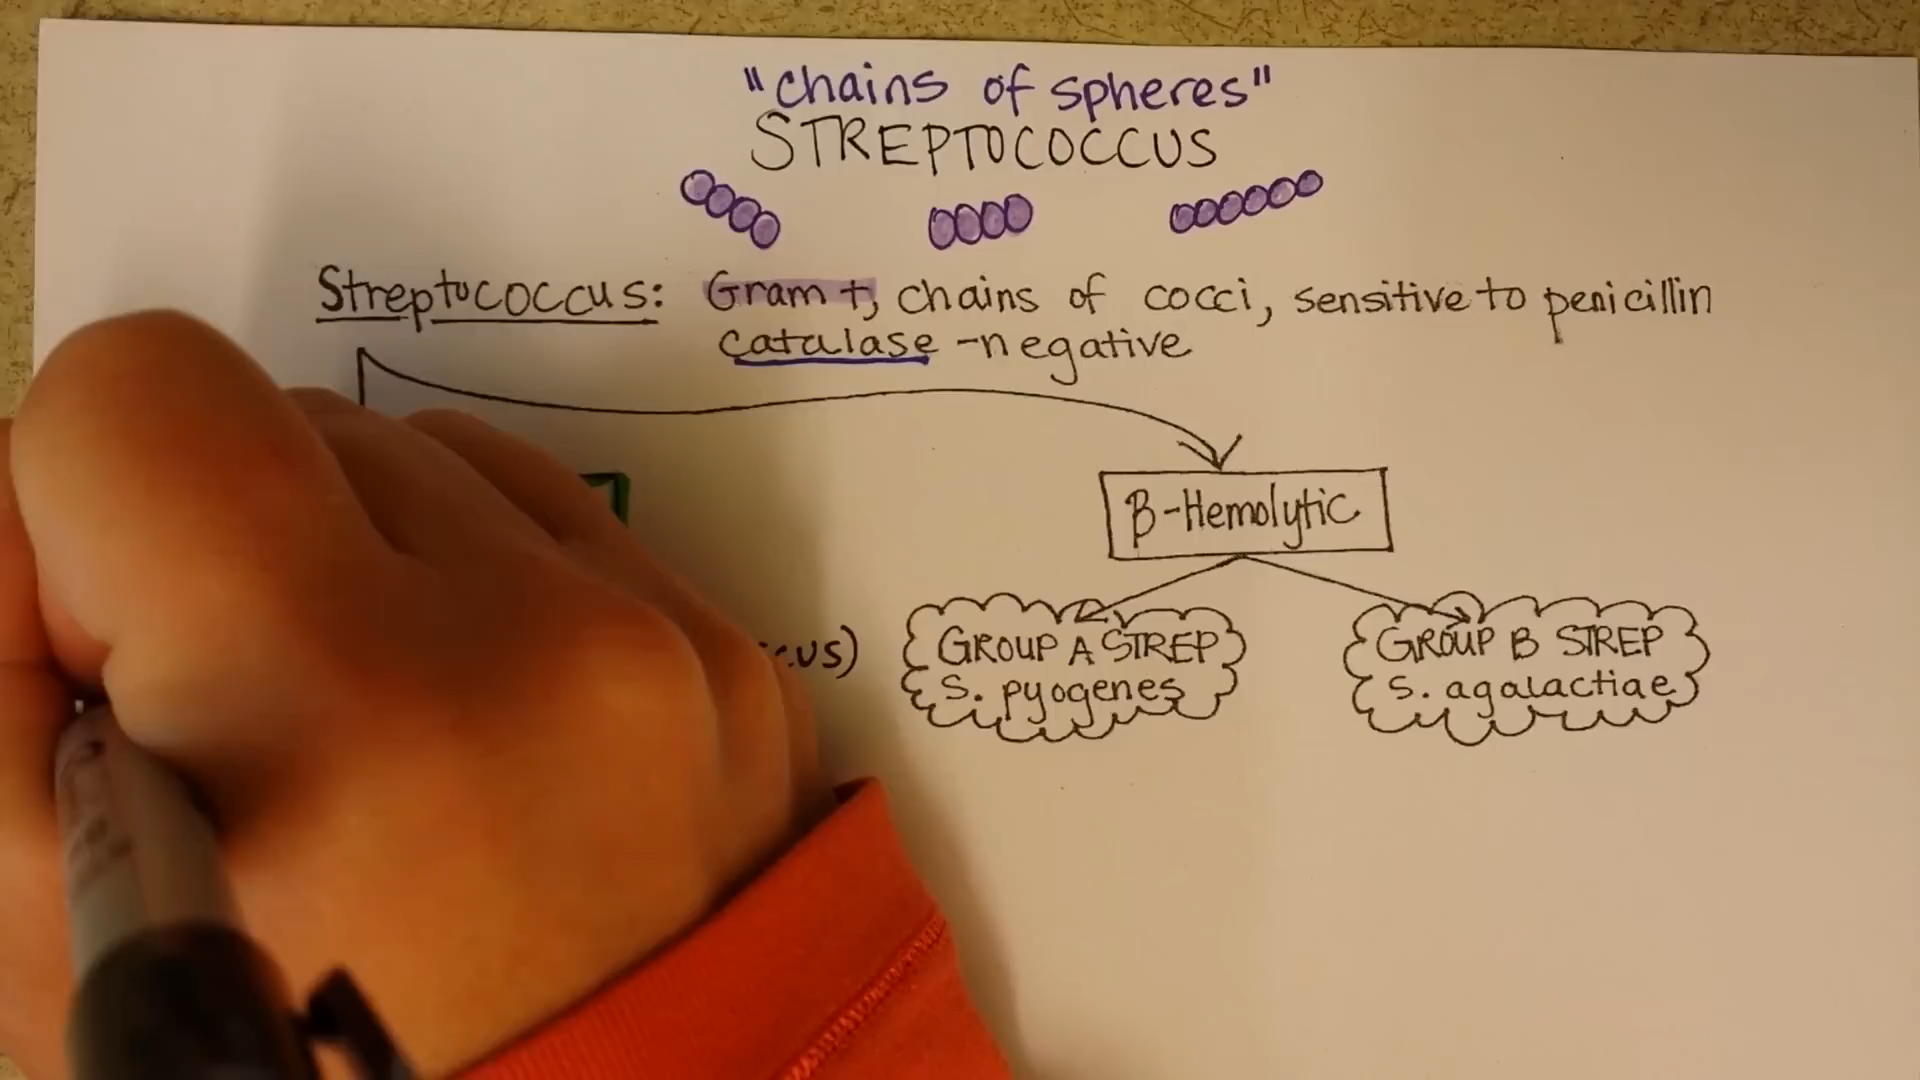 "chains of spheres"
STREPTOCOCCUS
Streptococcus: Gram +, chains of cocci, sensitive to penicillin
catalase -negative
β-Hemolytic
GROUP A STREP
S. pyogenes
GROUP B STREP
S. agalactiae